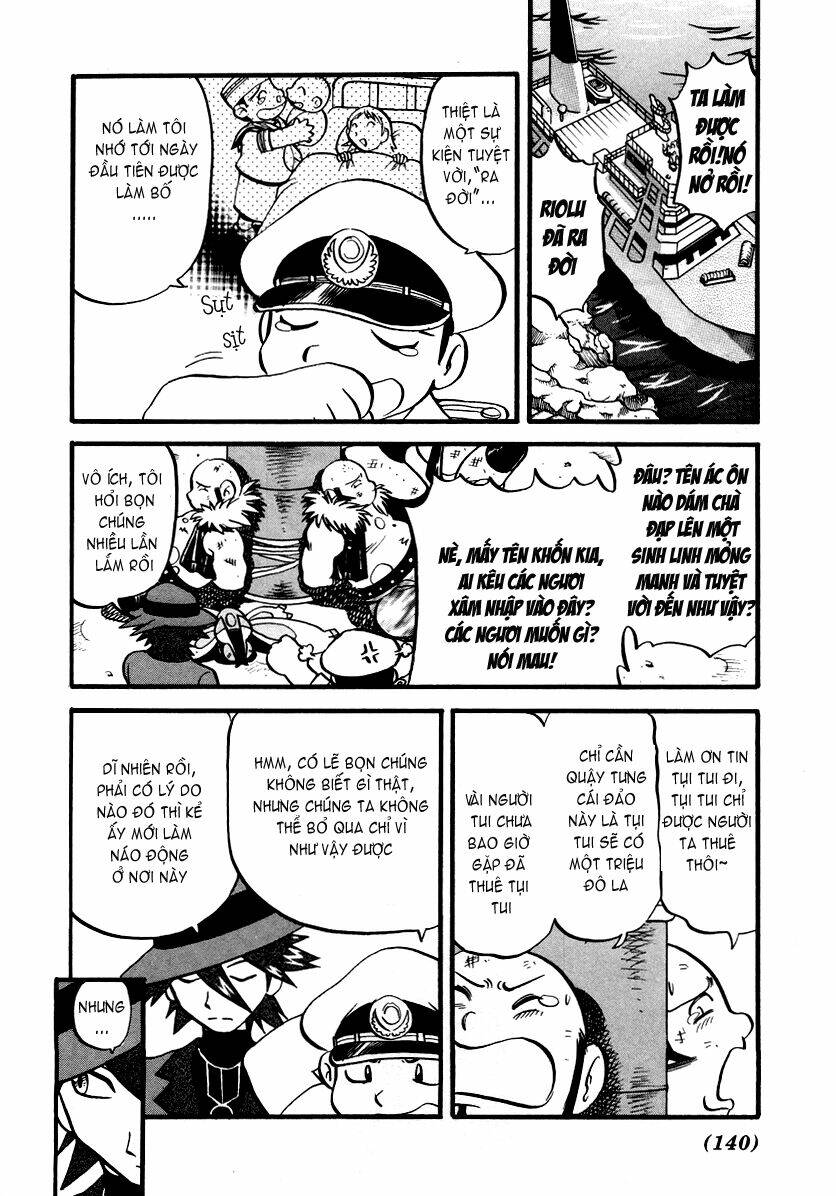 TA LÀM
ĐƯỢC
RỒI!NÓ
NỞ RỒI!
RIOLU
ĐÃ RA
ĐỜI
THIỆT LÀ
MỘT SỰ
KIỆN TUYỆT
VỜI,"RA
ĐỜI"...
NÓ LÀM TÔI
NHỚ TỚI NGÀY
ĐẦU TIÊN ĐƯỢC
LÀM BỐ
.....
SỤT
SỊT
ĐÂU? TÊN ÁC ÔN
NÀO DÁM CHÀ
ĐẠP LÊN MỘT
SINH LINH MỎNG
MANH VÀ TUYỆT
VỜI ĐẾN NHƯ VẬY?
NÈ, MẤY TÊN KHỐN KIA,
AI KÊU CÁC NGƯƠI
XÂM NHẬP VÀO ĐÂY?
CÁC NGƯƠI MUỐN GÌ?
NÓI MAU!
VÔ ÍCH, TÔI
HỎI BỌN
CHÚNG
NHIÊU LẦN
LẮM RỒI
LÀM ƠN TIN
TỤI TUI ĐI,
TỤI TUI CHỈ
ĐƯỢC NGƯỜI
TA THUÊ
THÔI~
CHỈ CẦN
QUẬY TƯNG
CÁI ĐẢO
NÀY LÀ TỤI
TUI SẼ CÓ
MỘT TRIỆU
ĐÔ LA
VÀI NGƯỜI
TUI CHƯA
BAO GIỜ
GẶP ĐÃ
THUÊ TỤI
TUI
HMM, CÓ LẼ BỌN CHÚNG
KHÔNG BIẾT GÌ THẬT,
NHƯNG CHÚNG TA KHÔNG
THỂ BỎ QUA CHỈ VÌ
NHƯ VẬY ĐƯỢC
DĨ NHIÊN RỒI,
PHẢI CÓ LÝ DO
NÀO ĐÓ THÌ KẺ
ẤY MỚI LÀM
NÁO ĐỘNG
Ở NƠI NÀY
NHƯNG
...
(140)